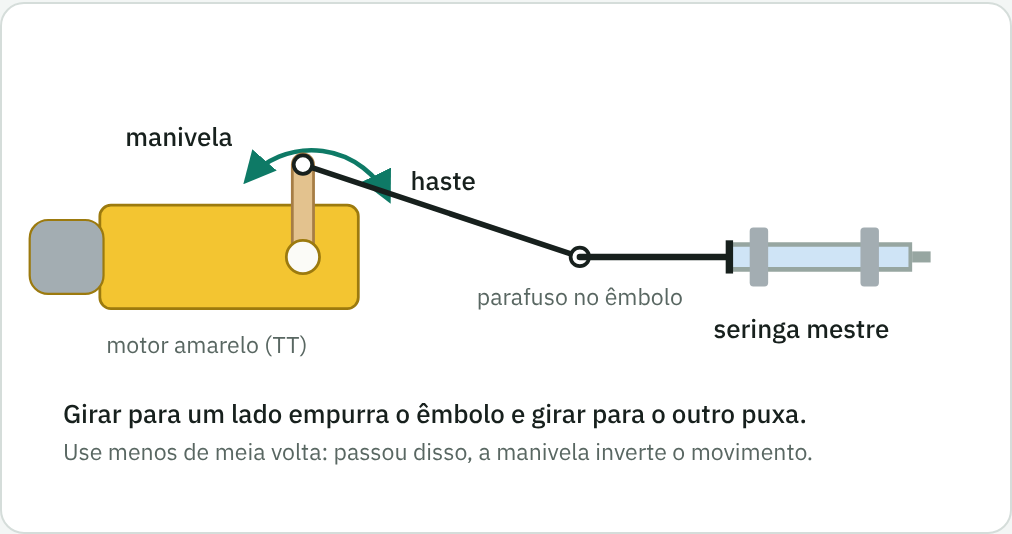 manivela
haste
parafuso no êmbolo
seringa mestre
motor amarelo (TT)
Girar para um lado empurra o êmbolo e girar para o outro puxa.
Use menos de meia volta: passou disso, a manivela inverte o movimento.